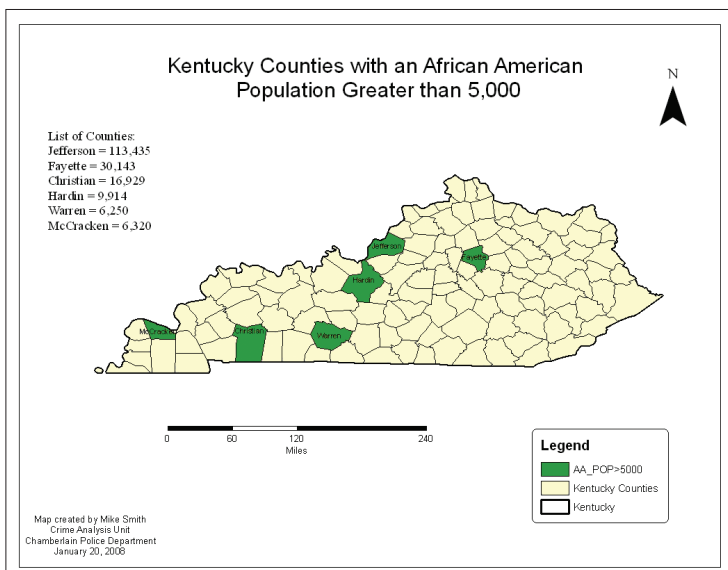 Kentucky Counties with an African American
Population Greater than 5,000
N
List of Counties:
Jefferson = 113,435
Fayette = 30,143
Christian = 16,929
Hardin = 9,914
Warren = 6,250
McCracken = 6,320
Jefferson
Fayette
Hardin
McCracken
Christian
Warren
0 60 120 240
Miles
Legend
AA_POP>5000
Kentucky Counties
Kentucky
Map created by Mike Smith
Crime Analysis Unit
Chamberlain Police Department
January 20, 2008